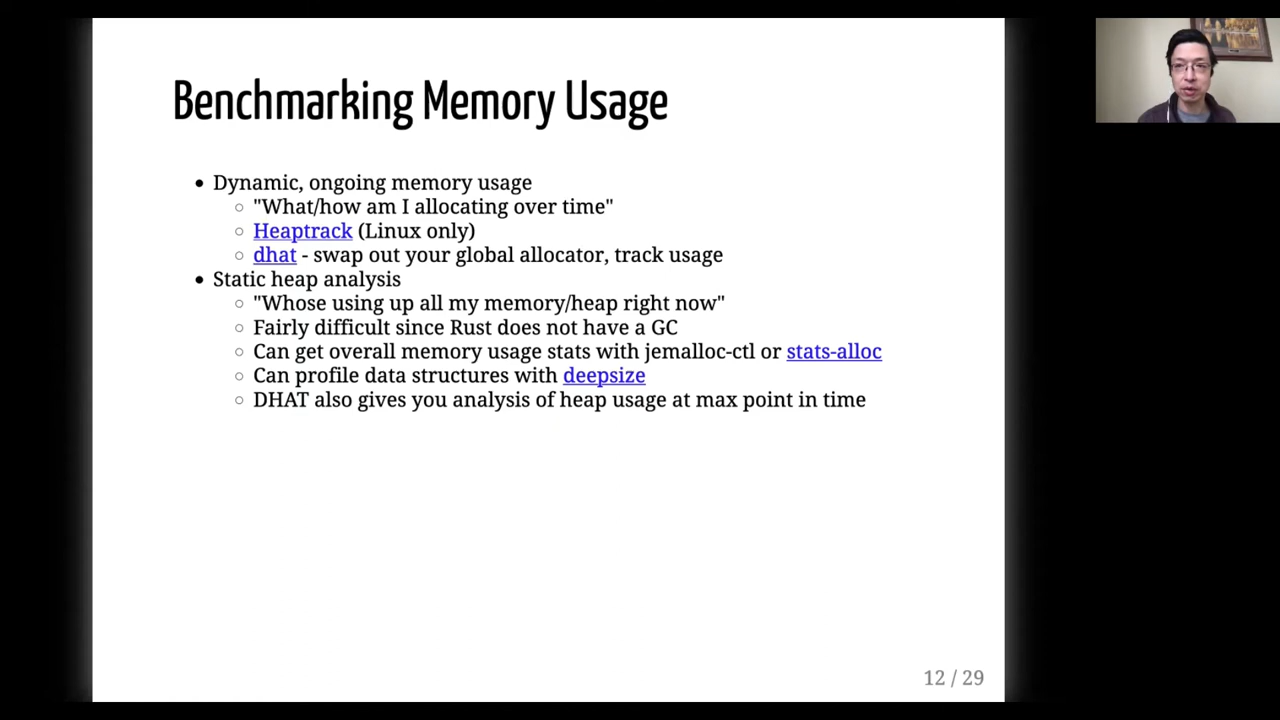 Benchmarking Memory Usage
• Dynamic, ongoing memory usage
○ "What/how am I allocating over time"
○ Heaptrack (Linux only)
○ dhat - swap out your global allocator, track usage
• Static heap analysis
○ "Whose using up all my memory/heap right now"
○ Fairly difficult since Rust does not have a GC
○ Can get overall memory usage stats with jemalloc-ctl or stats-alloc
○ Can profile data structures with deepsize
○ DHAT also gives you analysis of heap usage at max point in time
12 / 29